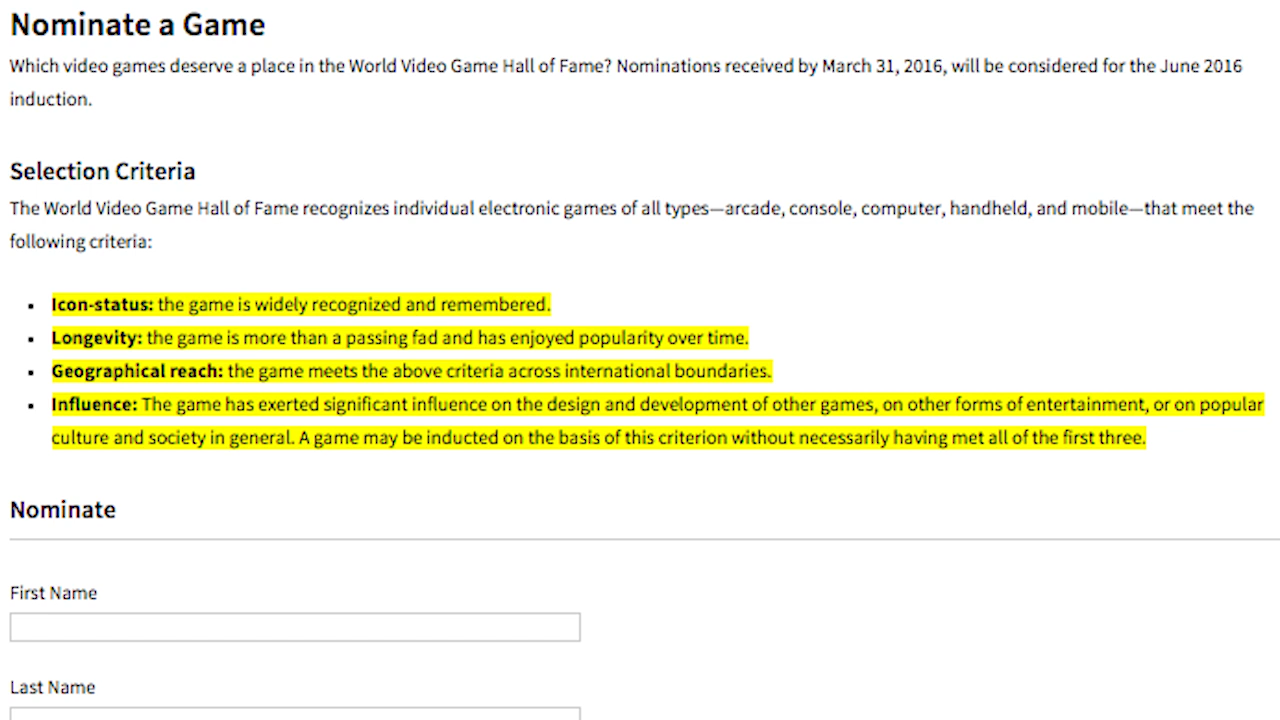 Nominate a Game
Which video games deserve a place in the World Video Game Hall of Fame? Nominations received by March 31, 2016, will be considered for the June 2016
induction.
Selection Criteria
The World Video Game Hall of Fame recognizes individual electronic games of all types—arcade, console, computer, handheld, and mobile—that meet the
following criteria:
▪ Icon-status: the game is widely recognized and remembered.
▪ Longevity: the game is more than a passing fad and has enjoyed popularity over time.
▪ Geographical reach: the game meets the above criteria across international boundaries.
▪ Influence: The game has exerted significant influence on the design and development of other games, on other forms of entertainment, or on popular
culture and society in general. A game may be inducted on the basis of this criterion without necessarily having met all of the first three.
Nominate
First Name
Last Name